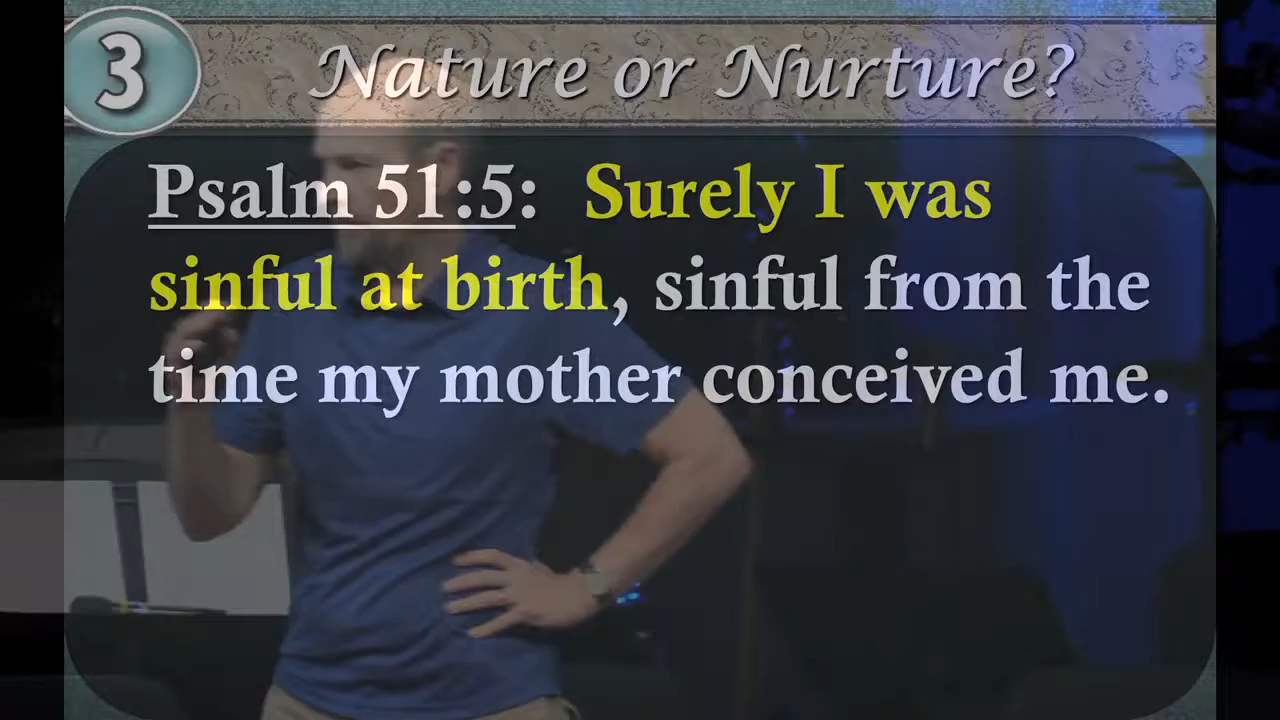 3 Nature or Nurture?
Psalm 51:5: Surely I was
sinful at birth, sinful from the
time my mother conceived me.